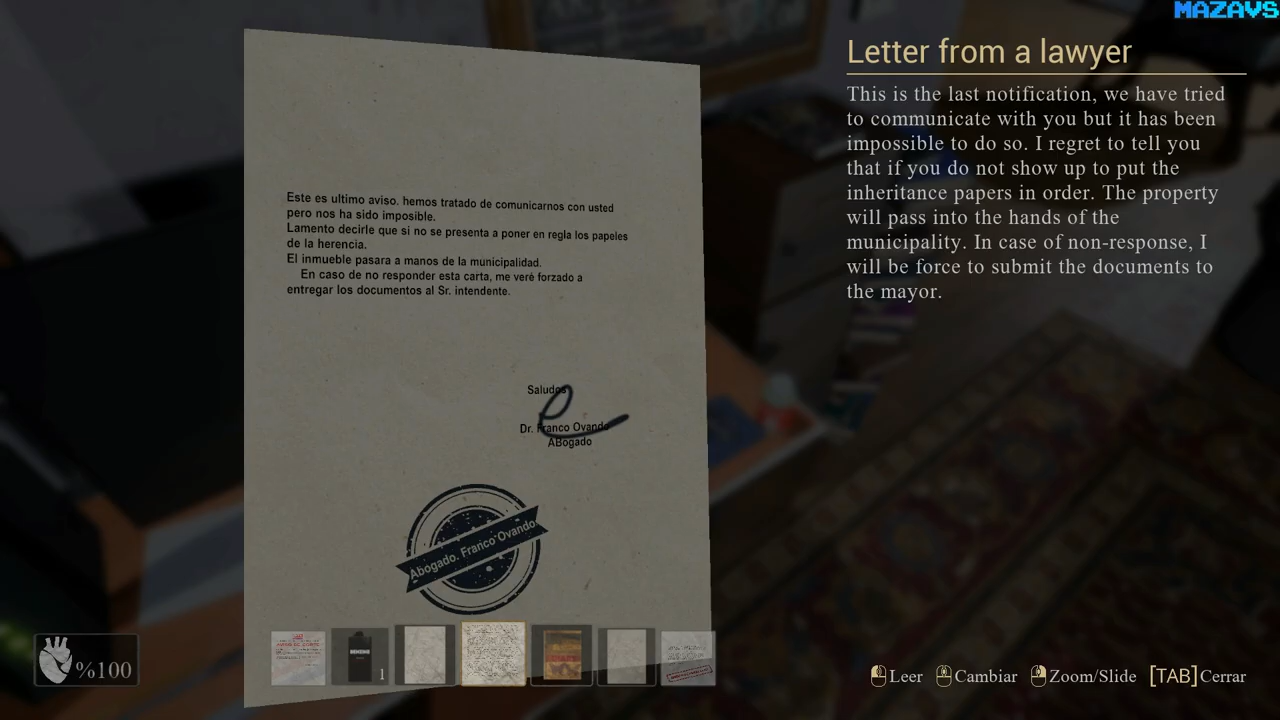 MAZAVS
Letter from a lawyer
This is the last notification, we have tried
to communicate with you but it has been
impossible to do so. I regret to tell you
that if you do not show up to put the
inheritance papers in order. The property
will pass into the hands of the
municipality. In case of non-response, I
will be force to submit the documents to
the mayor.
Este es ultimo aviso. hemos tratado de comunicarnos con usted
pero nos ha sido imposible.
Lamento decirle que si no se presenta a poner en regla los papeles
de la herencia.
El inmueble pasara a manos de la municipalidad.
En caso de no responder esta carta, me veré forzado a
entregar los documentos al Sr. intendente.
Saludos
Dr. Franco Ovando
ABogado
Abogado. Franco Ovando
1
%100
Leer
Cambiar
Zoom/Slide
[TAB]Cerrar